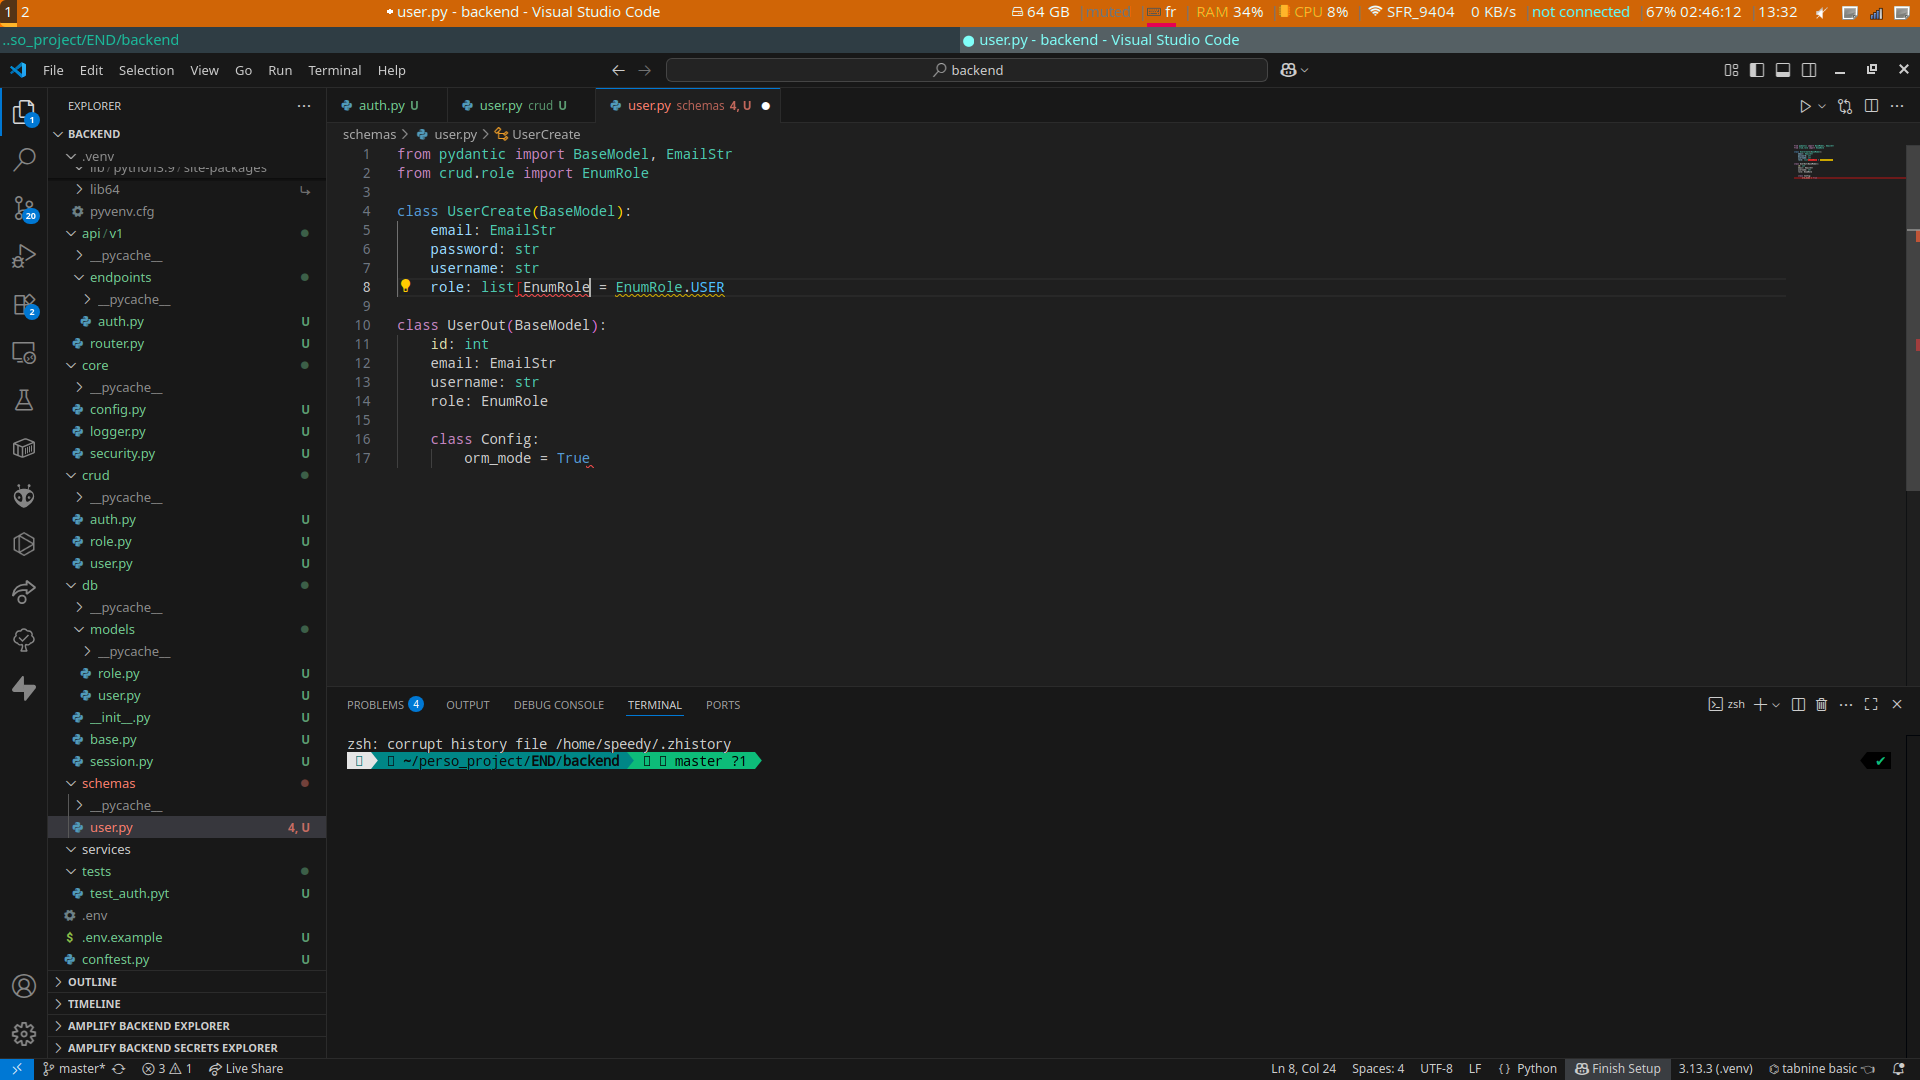 1 2 user.py - backend - Visual Studio Code 64 GB muted fr RAM 34% CPU 8% SFR_9404 0 KB/s not connected 67% 02:46:12 13:32
..so_project/END/backend user.py - backend - Visual Studio Code
File Edit Selection View Go Run Terminal Help backend
EXPLORER
BACKEND
.venv
lib / python3.9 / site-packages
lib64
pyvenv.cfg
api / v1
__pycache__
endpoints
__pycache__
auth.py U
router.py U
core
__pycache__
config.py U
logger.py U
security.py U
crud
__pycache__
auth.py U
role.py U
user.py U
db
__pycache__
models
__pycache__
role.py U
user.py U
__init__.py U
base.py U
session.py U
schemas
__pycache__
user.py 4, U
services
tests
test_auth.pyt U
.env
.env.example U
conftest.py U
OUTLINE
TIMELINE
AMPLIFY BACKEND EXPLORER
AMPLIFY BACKEND SECRETS EXPLORER
1
20
2
auth.py U user.py crud U user.py schemas 4, U
schemas user.py UserCreate
1 from pydantic import BaseModel, EmailStr
2 from crud.role import EnumRole
3
4 class UserCreate(BaseModel):
5 email: EmailStr
6 password: str
7 username: str
8 role: list[EnumRole = EnumRole.USER
9
10 class UserOut(BaseModel):
11 id: int
12 email: EmailStr
13 username: str
14 role: EnumRole
15
16 class Config:
17 orm_mode = True
PROBLEMS 4 OUTPUT DEBUG CONSOLE TERMINAL PORTS zsh
zsh: corrupt history file /home/speedy/.zhistory
~/perso_project/END/backend master ?1 ✔
master* 3 1 Live Share Ln 8, Col 24 Spaces: 4 UTF-8 LF {} Python Finish Setup 3.13.3 (.venv) tabnine basic